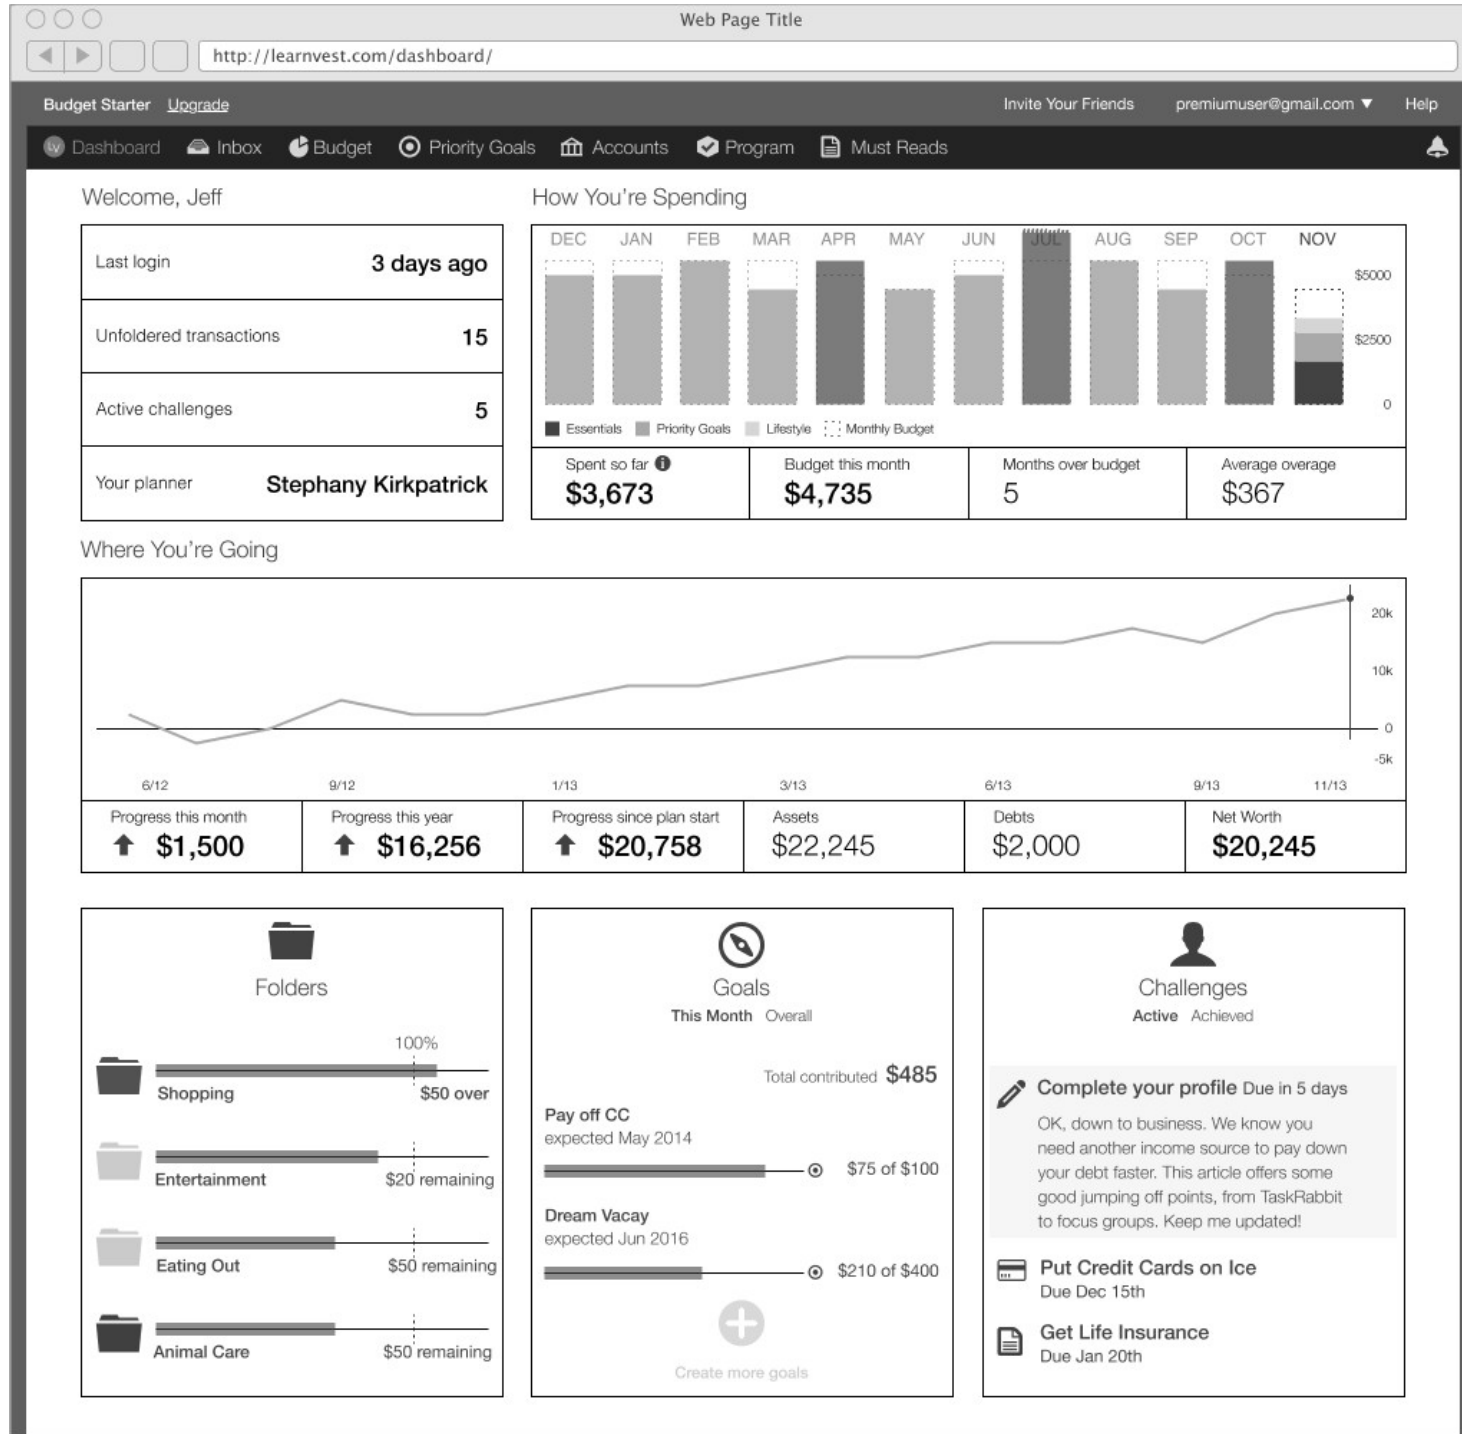 Web Page Title
http://learnvest.com/dashboard/
Budget Starter Upgrade Invite Your Friends premiumuser@gmail.com ▼ Help
Dashboard Inbox Budget Priority Goals Accounts Program Must Reads
Welcome, Jeff
Last login 3 days ago
Unfoldered transactions 15
Active challenges 5
Your planner Stephany Kirkpatrick
How You're Spending
DEC JAN FEB MAR APR MAY JUN JUL AUG SEP OCT NOV
$5000
$2500
0
Essentials Priority Goals Lifestyle Monthly Budget
Spent so far Budget this month Months over budget Average overage
$3,673 $4,735 5 $367
Where You're Going
20k
10k
0
-5k
6/12 9/12 1/13 3/13 6/13 9/13 11/13
Progress this month Progress this year Progress since plan start Assets Debts Net Worth
$1,500 $16,256 $20,758 $22,245 $2,000 $20,245
Folders
100%
Shopping $50 over
Entertainment $20 remaining
Eating Out $50 remaining
Animal Care $50 remaining
Goals
This Month Overall
Total contributed $485
Pay off CC
expected May 2014
$75 of $100
Dream Vacay
expected Jun 2016
$210 of $400
Create more goals
Challenges
Active Achieved
Complete your profile Due in 5 days
OK, down to business. We know you
need another income source to pay down
your debt faster. This article offers some
good jumping off points, from TaskRabbit
to focus groups. Keep me updated!
Put Credit Cards on Ice
Due Dec 15th
Get Life Insurance
Due Jan 20th